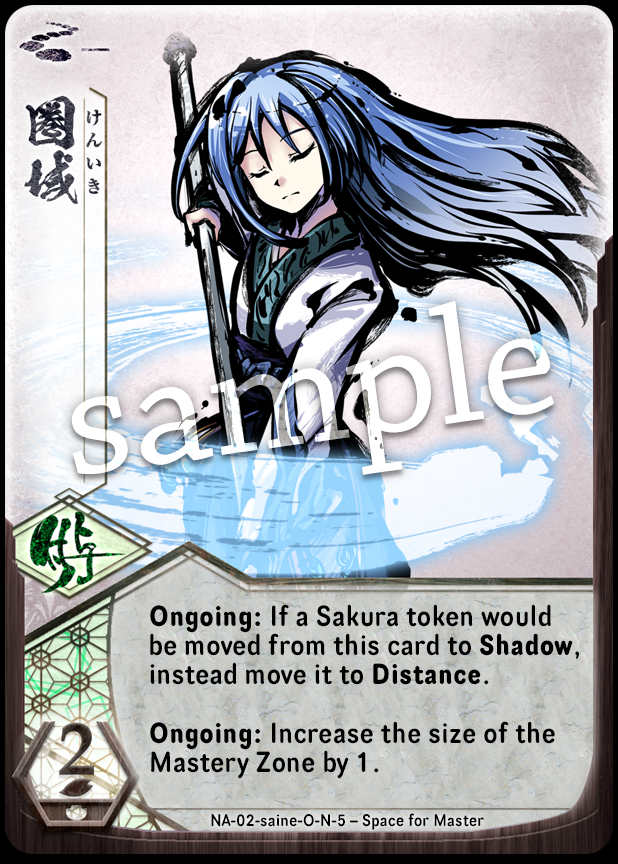 圏域
けんいき
sample
Ongoing: If a Sakura token would
be moved from this card to Shadow,
instead move it to Distance.
Ongoing: Increase the size of the
Mastery Zone by 1.
2
NA-02-saine-O-N-5 – Space for Master